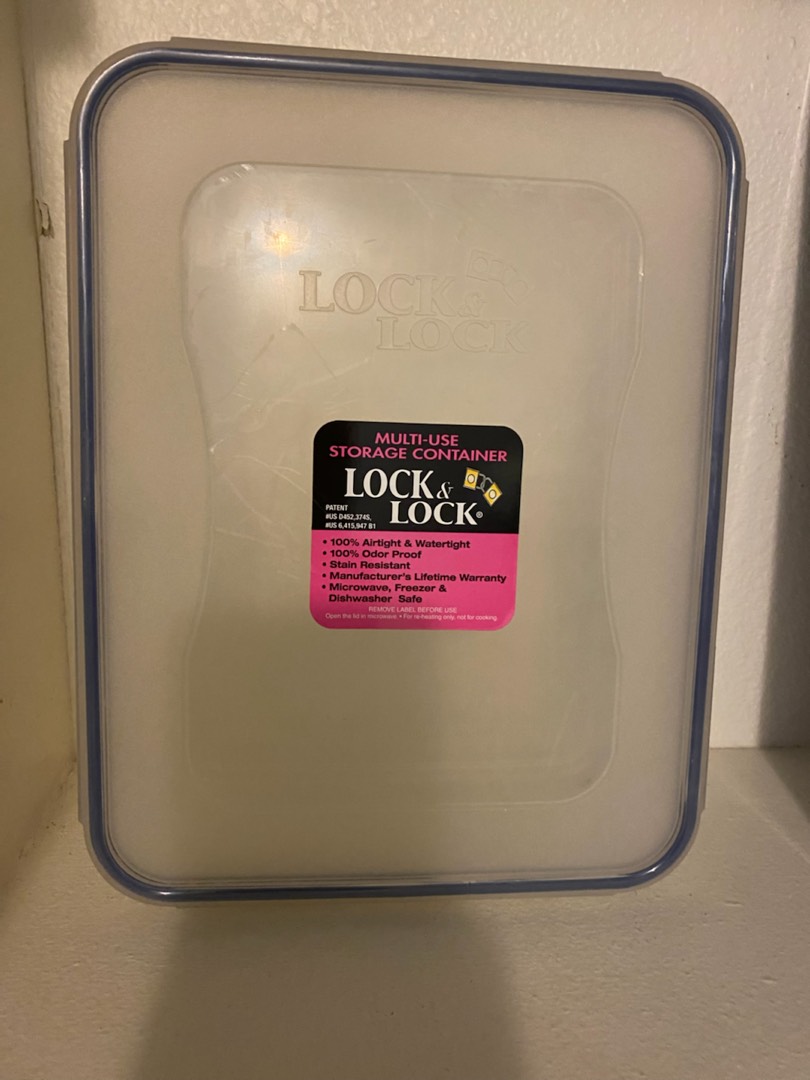 LOCK &
LOCK
MULTI-USE
STORAGE CONTAINER
LOCK &
LOCK®
PATENT
#US D452,374S,
#US 6,415,947 B1
• 100% Airtight & Watertight
• 100% Odor Proof
• Stain Resistant
• Manufacturer's Lifetime Warranty
• Microwave, Freezer &
Dishwasher Safe
REMOVE LABEL BEFORE USE
Open the lid in microwave. • For re-heating only, not for cooking.